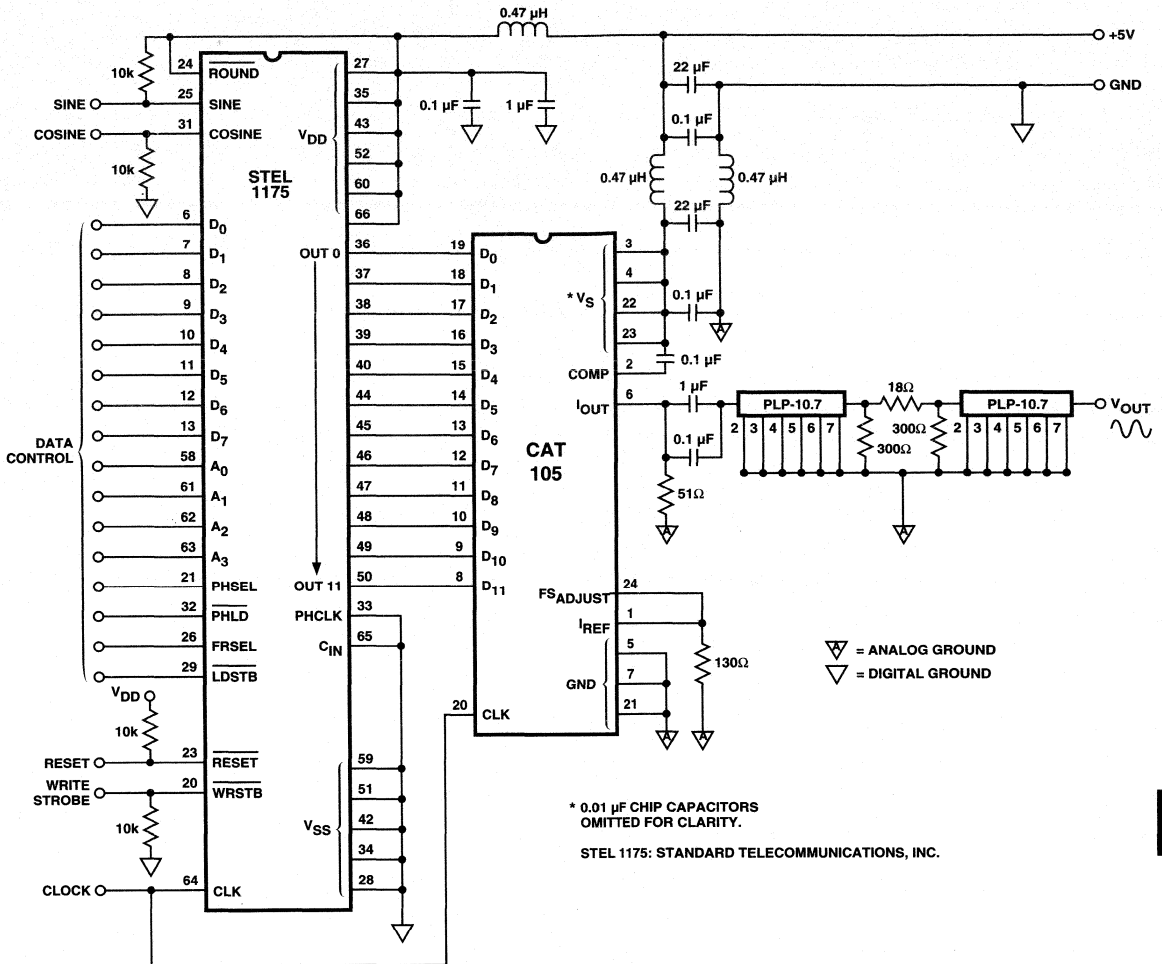 0.47 µH
+5V
10k
24
ROUND
27
22 µF
GND
SINE
25
SINE
35
0.1 µF
1 µF
0.1 µF
COSINE
31
COSINE
VDD
43
10k
52
STEL
1175
60
0.47 µH
0.47 µH
66
22 µF
DATA
CONTROL
6
D0
7
D1
8
D2
9
D3
10
D4
11
D5
12
D6
13
D7
58
A0
61
A1
62
A2
63
A3
21
PHSEL
32
PHLD
26
FRSEL
29
LDSTB
OUT 0
36
37
38
39
40
44
45
46
47
48
49
OUT 11
50
PHCLK
33
CIN
65
19
D0
18
D1
17
D2
16
D3
15
D4
14
D5
13
D6
12
D7
11
D8
10
D9
9
D10
8
D11
CAT
105
20
CLK
* VS
3
4
22
23
0.1 µF
A
COMP
2
0.1 µF
IOUT
6
1 µF
0.1 µF
51Ω
A
PLP-10.7
2 3 4 5 6 7
18Ω
300Ω
300Ω
PLP-10.7
2 3 4 5 6 7
VOUT
A
FSADJUST
24
IREF
1
130Ω
GND
5
7
21
A
A
A = ANALOG GROUND
= DIGITAL GROUND
VDD
10k
RESET
23
RESET
WRITE
STROBE
20
WRSTB
10k
CLOCK
64
CLK
VSS
59
51
42
34
28
* 0.01 µF CHIP CAPACITORS
OMITTED FOR CLARITY.
STEL 1175: STANDARD TELECOMMUNICATIONS, INC.